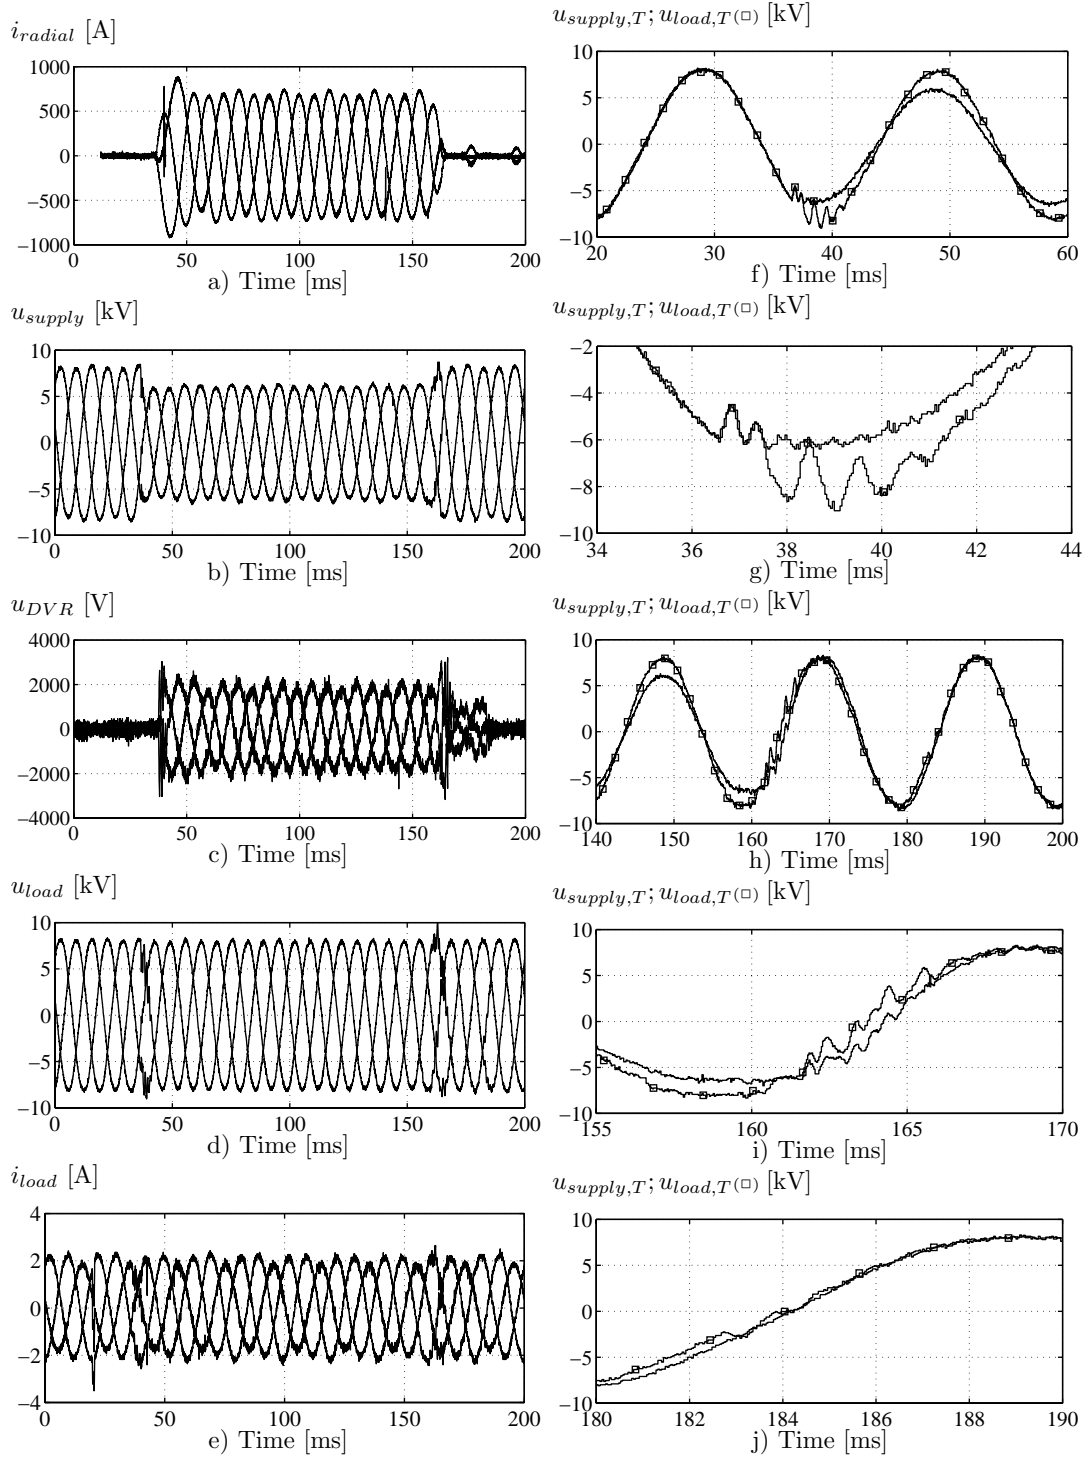 i_radial [A]
1000
500
0
−500
−1000
50 100 150 200
a) Time [ms]
u_supply [kV]
10
5
0
−5
−10
0 50 100 150 200
b) Time [ms]
u_DVR [V]
4000
2000
0
−2000
−4000
0 50 100 150 200
c) Time [ms]
u_load [kV]
10
5
0
−5
−10
0 50 100 150 200
d) Time [ms]
i_load [A]
4
2
0
−2
−4
0 50 100 150 200
e) Time [ms]
u_supply,T; u_load,T(□) [kV]
10
5
0
−5
−10
20 30 40 50 60
f) Time [ms]
u_supply,T; u_load,T(□) [kV]
−2
−4
−6
−8
−10
34 36 38 40 42 44
g) Time [ms]
u_supply,T; u_load,T(□) [kV]
10
5
0
−5
−10
140 150 160 170 180 190 200
h) Time [ms]
u_supply,T; u_load,T(□) [kV]
10
5
0
−5
−10
155 160 165 170
i) Time [ms]
u_supply,T; u_load,T(□) [kV]
10
5
0
−5
−10
180 182 184 186 188 190
j) Time [ms]